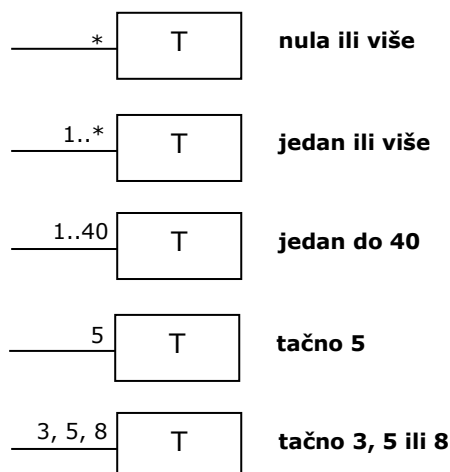 * T nula ili više
1..* T jedan ili više
1..40 T jedan do 40
5 T tačno 5
3, 5, 8 T tačno 3, 5 ili 8